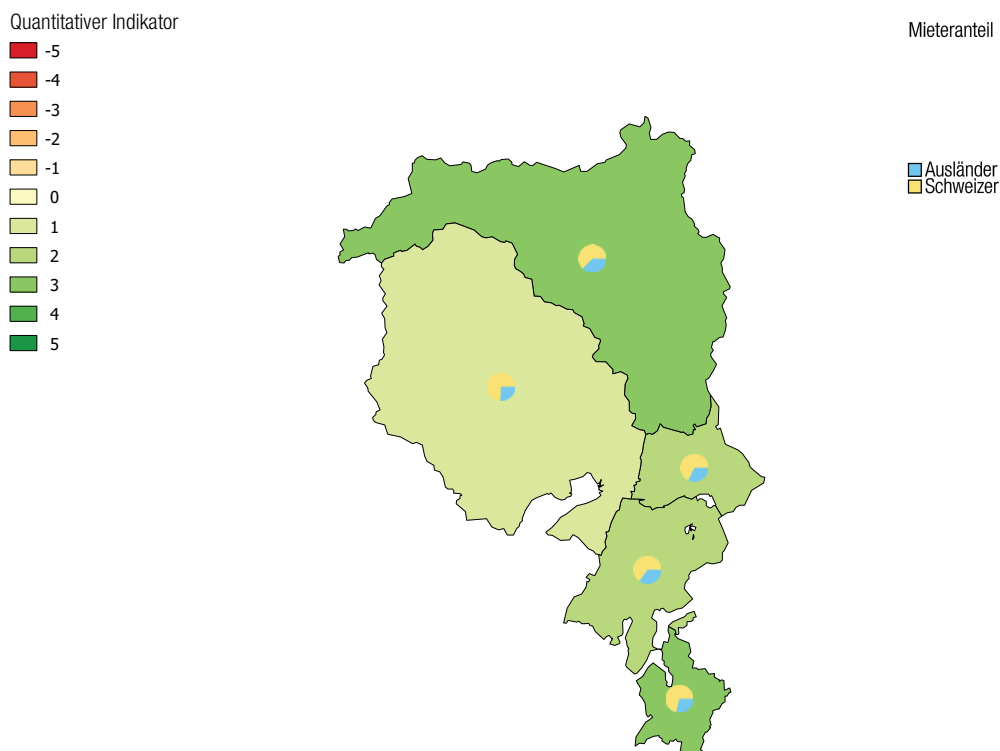 Quantitativer Indikator
-5
-4
-3
-2
-1
0
1
2
3
4
5
Mieteranteil
Ausländer
Schweizer